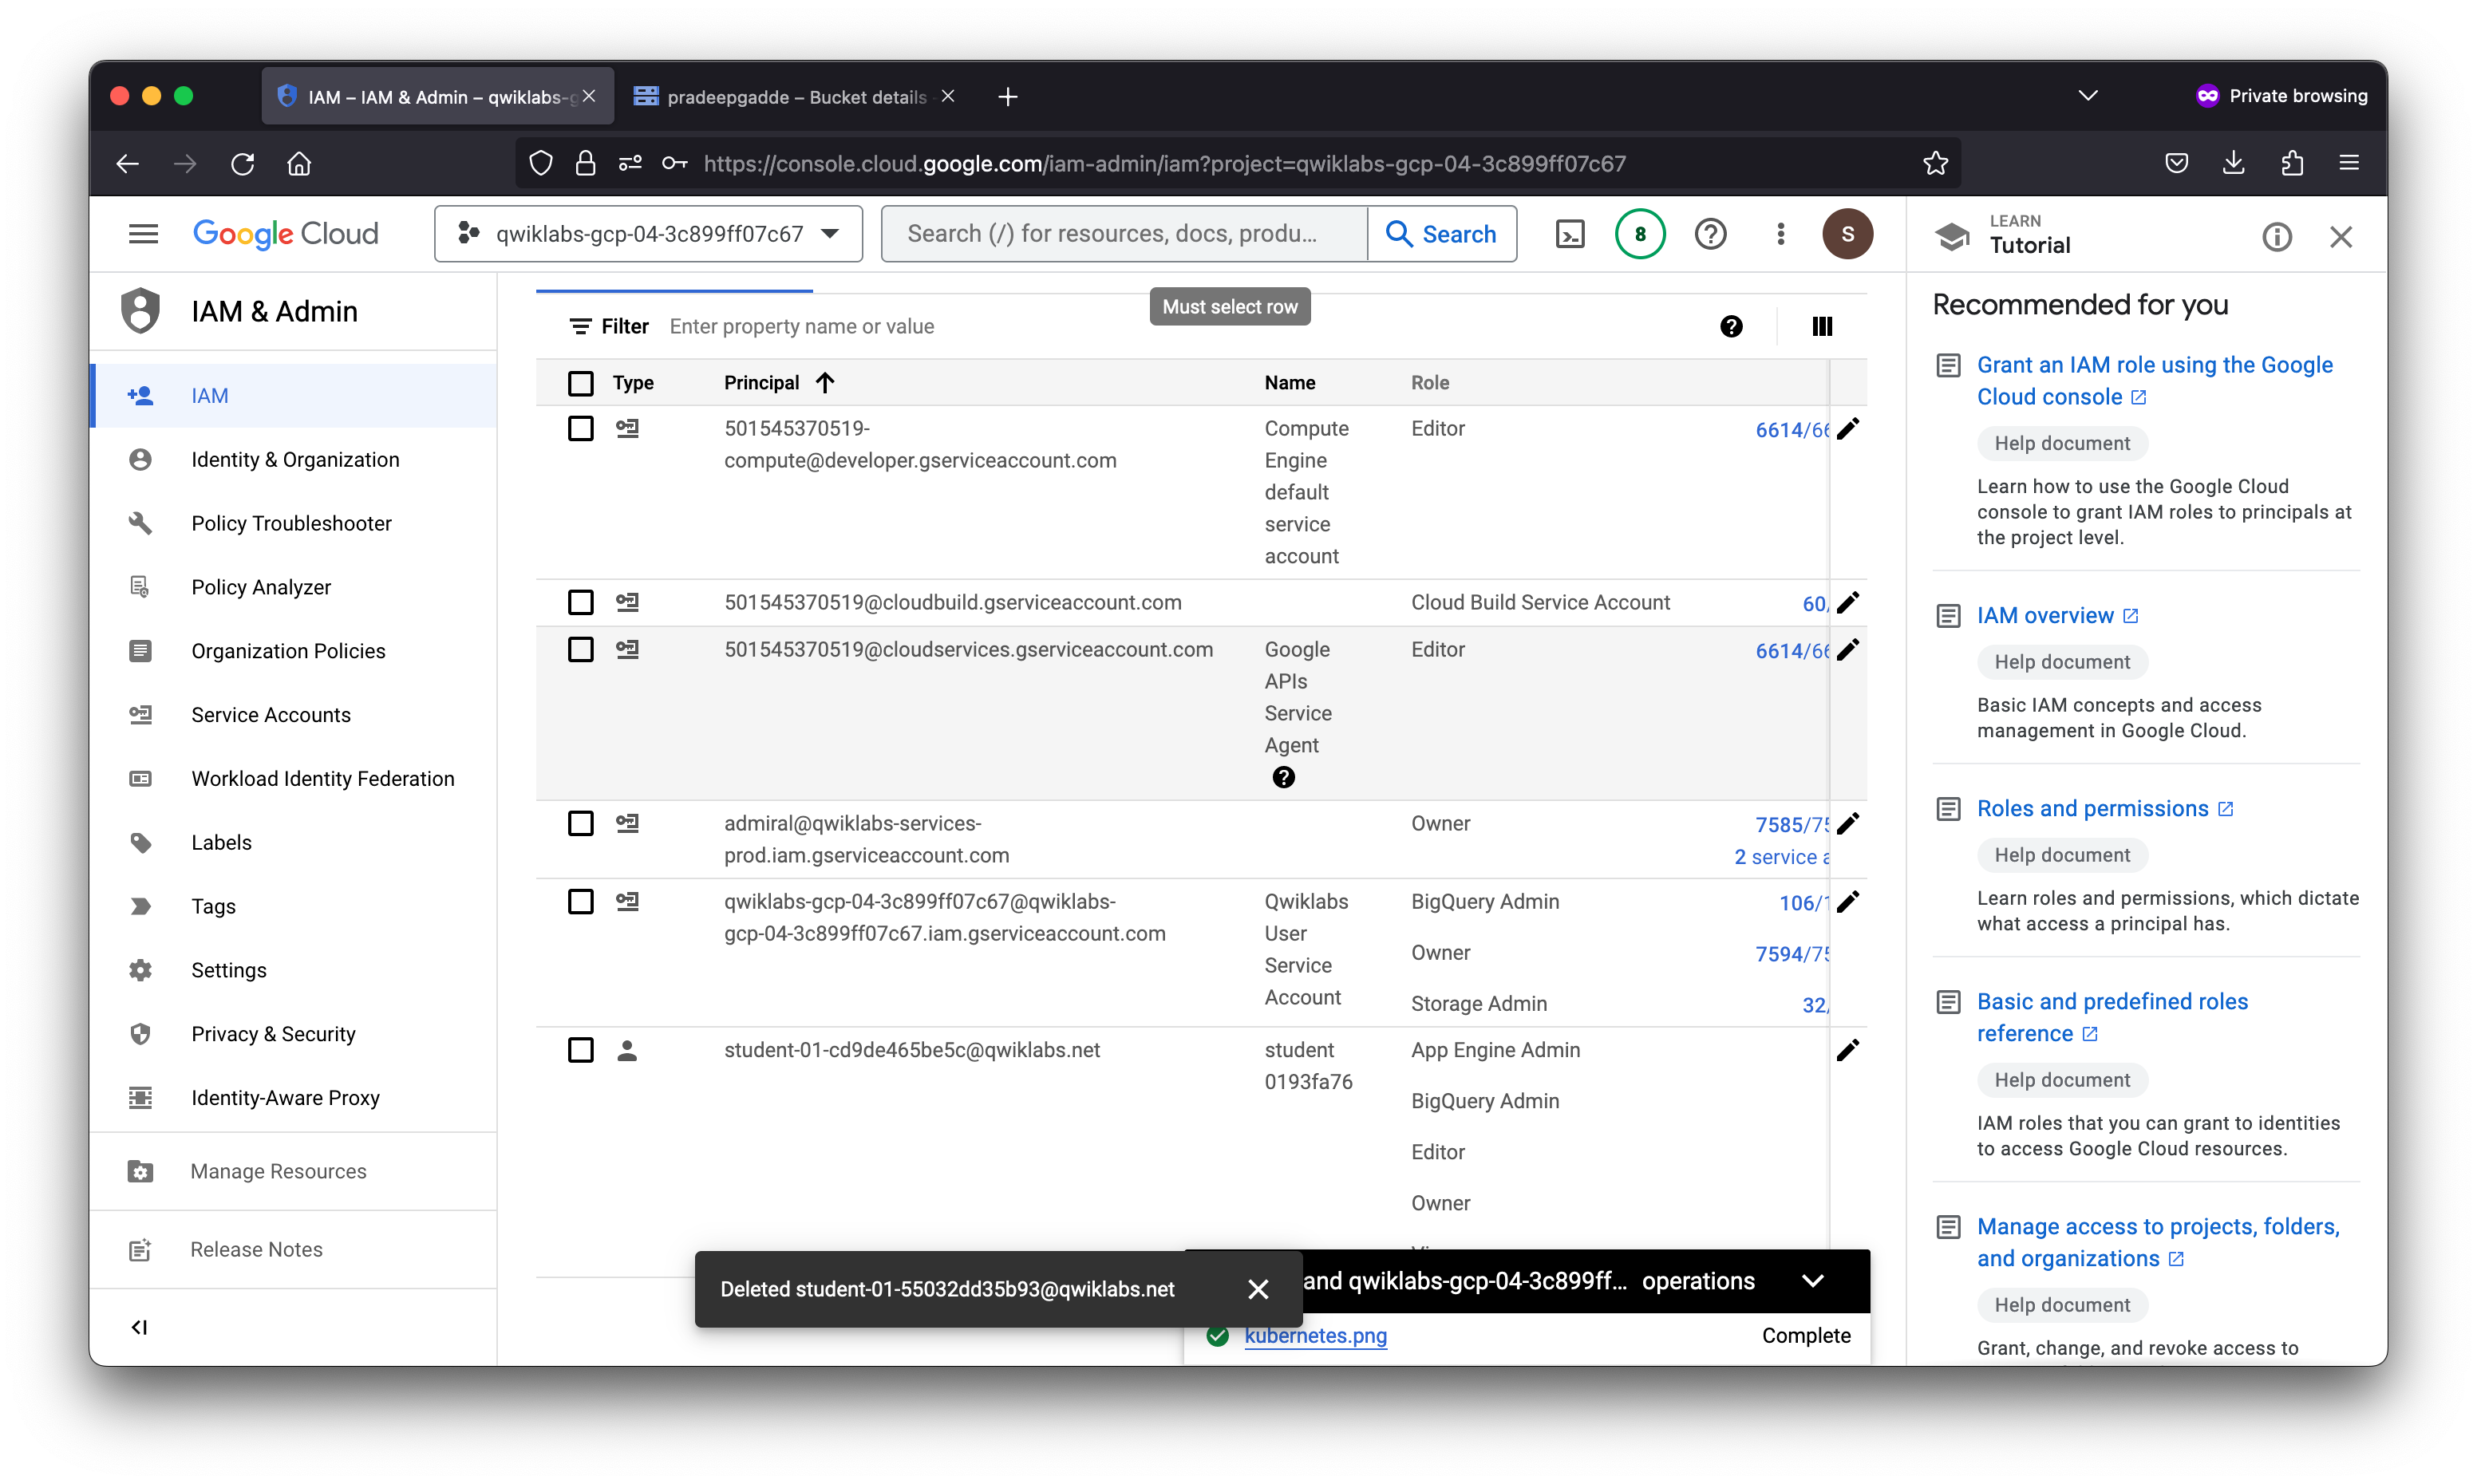 IAM – IAM & Admin – qwiklabs-g
pradeepgadde – Bucket details
Private browsing
https://console.cloud.google.com/iam-admin/iam?project=qwiklabs-gcp-04-3c899ff07c67
Google Cloud
qwiklabs-gcp-04-3c899ff07c67
Search (/) for resources, docs, produ...
Search
8
S
LEARN
Tutorial
IAM & Admin
IAM
Identity & Organization
Policy Troubleshooter
Policy Analyzer
Organization Policies
Service Accounts
Workload Identity Federation
Labels
Tags
Settings
Privacy & Security
Identity-Aware Proxy
Manage Resources
Release Notes
Must select row
Filter Enter property name or value
Type Principal Name Role
501545370519-
compute@developer.gserviceaccount.com
Compute
Engine
default
service
account
Editor
6614/66
501545370519@cloudbuild.gserviceaccount.com
Cloud Build Service Account
60/
501545370519@cloudservices.gserviceaccount.com
Google
APIs
Service
Agent
Editor
6614/66
admiral@qwiklabs-services-
prod.iam.gserviceaccount.com
Owner
7585/75
2 service a
qwiklabs-gcp-04-3c899ff07c67@qwiklabs-
gcp-04-3c899ff07c67.iam.gserviceaccount.com
Qwiklabs
User
Service
Account
BigQuery Admin
106/1
Owner
7594/75
Storage Admin
32/
student-01-cd9de465be5c@qwiklabs.net
student
0193fa76
App Engine Admin
BigQuery Admin
Editor
Owner
Deleted student-01-55032dd35b93@qwiklabs.net
and qwiklabs-gcp-04-3c899ff... operations
kubernetes.png
Complete
Recommended for you
Grant an IAM role using the Google
Cloud console
Help document
Learn how to use the Google Cloud
console to grant IAM roles to principals at
the project level.
IAM overview
Help document
Basic IAM concepts and access
management in Google Cloud.
Roles and permissions
Help document
Learn roles and permissions, which dictate
what access a principal has.
Basic and predefined roles
reference
Help document
IAM roles that you can grant to identities
to access Google Cloud resources.
Manage access to projects, folders,
and organizations
Help document
Grant, change, and revoke access to